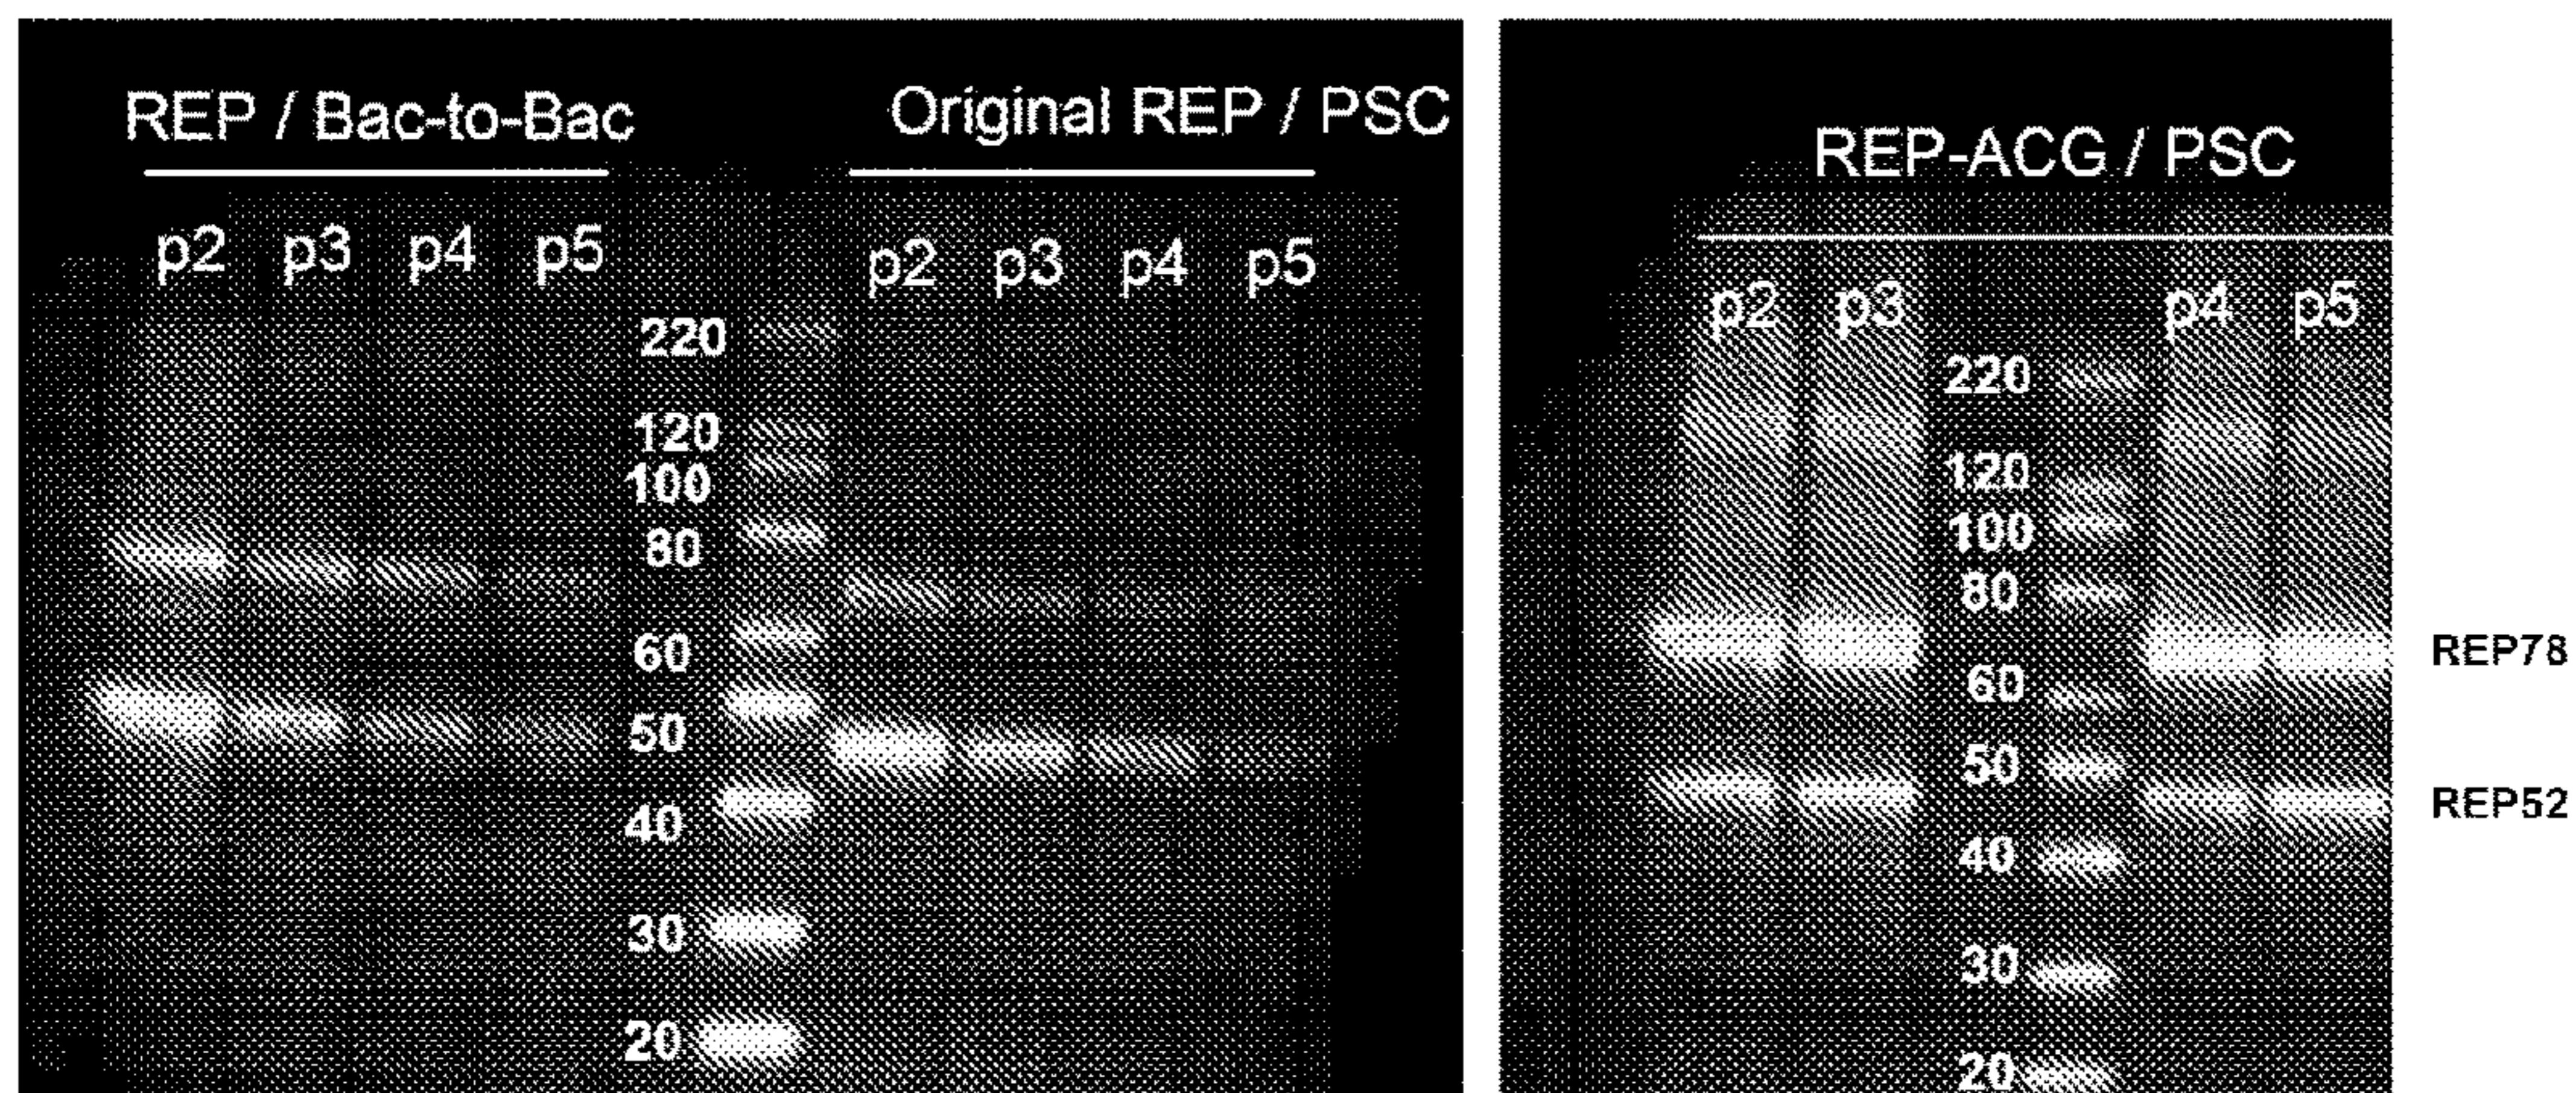 REP / Bac-to-Bac
Original REP / PSC
p2 p3 p4 p5
p2 p3 p4 p5
220
120
100
80
60
50
40
30
20
REP-ACG / PSC
p2 p3 p4 p5
220
120
100
80
60
50
40
30
20
REP78
REP52